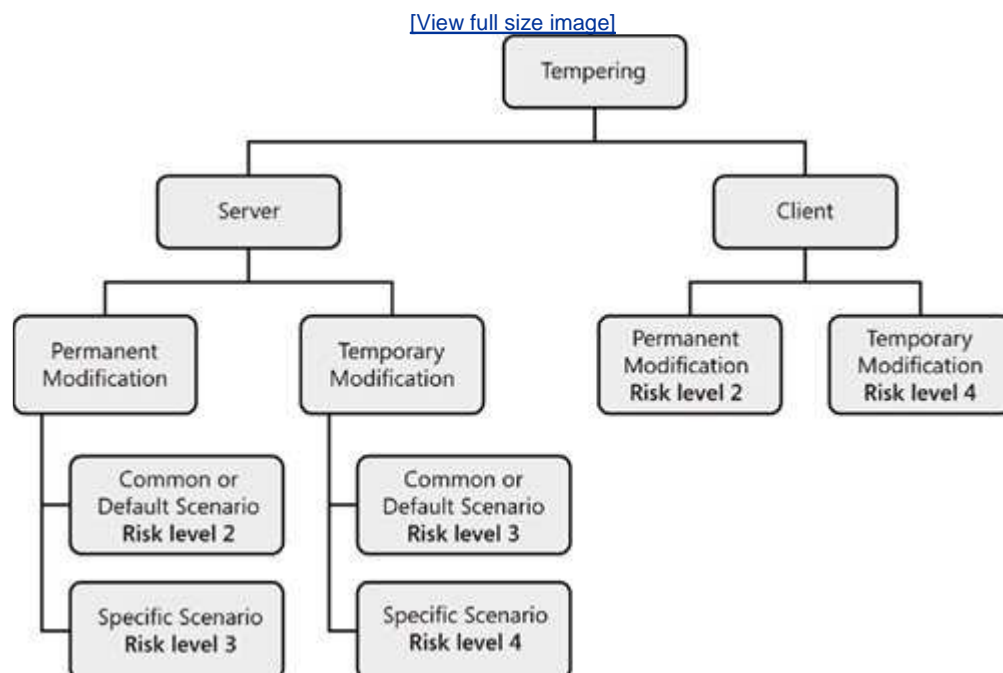 [View full size image]
Tempering
Server
Client
Permanent
Modification
Temporary
Modification
Permanent
Modification
Risk level 2
Temporary
Modification
Risk level 4
Common or
Default Scenario
Risk level 2
Common or
Default Scenario
Risk level 3
Specific Scenario
Risk level 3
Specific Scenario
Risk level 4